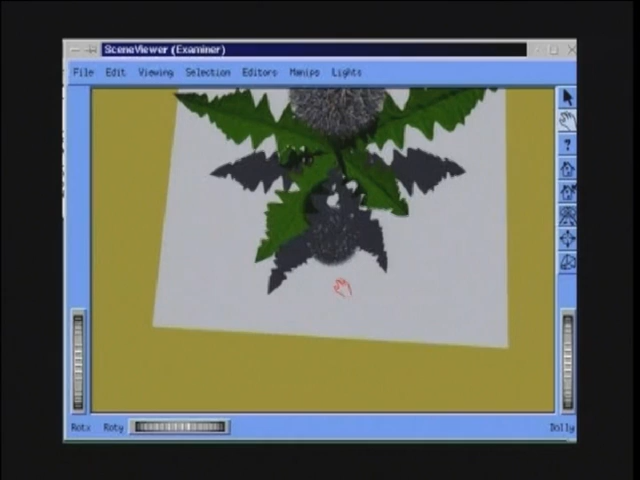 SceneViewer (Examiner)
File Edit Viewing Selection Editors Manips Lights
?
Rotx Roty Dolly